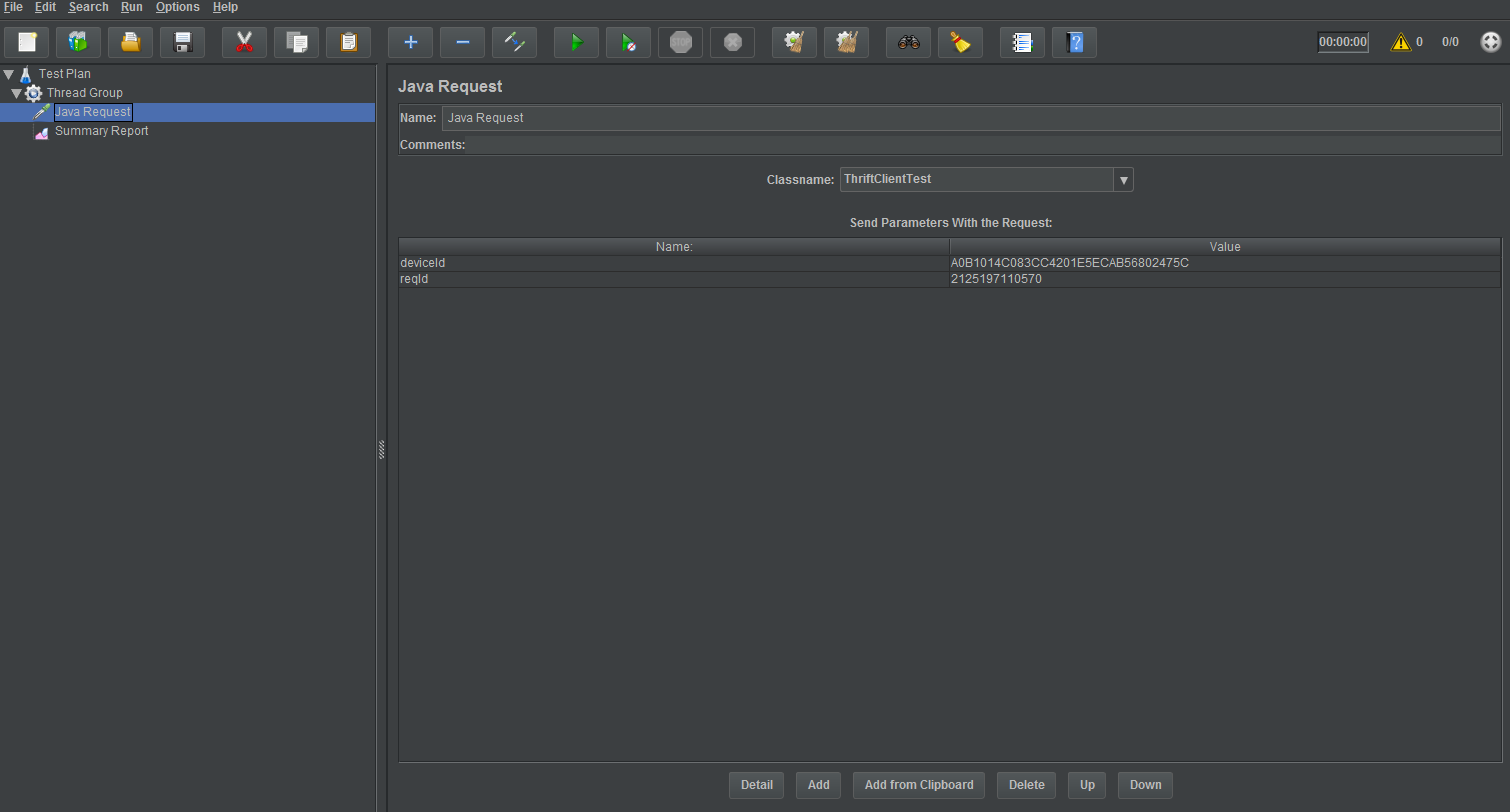 File Edit Search Run Options Help
STOP 00:00:00 0 0/0
Test Plan
Thread Group
Java Request
Summary Report
Java Request
Name: Java Request
Comments:
Classname: ThriftClientTest
Send Parameters With the Request:
Name: Value
deviceId A0B1014C083CC4201E5ECAB56802475C
reqId 2125197110570
Detail Add Add from Clipboard Delete Up Down